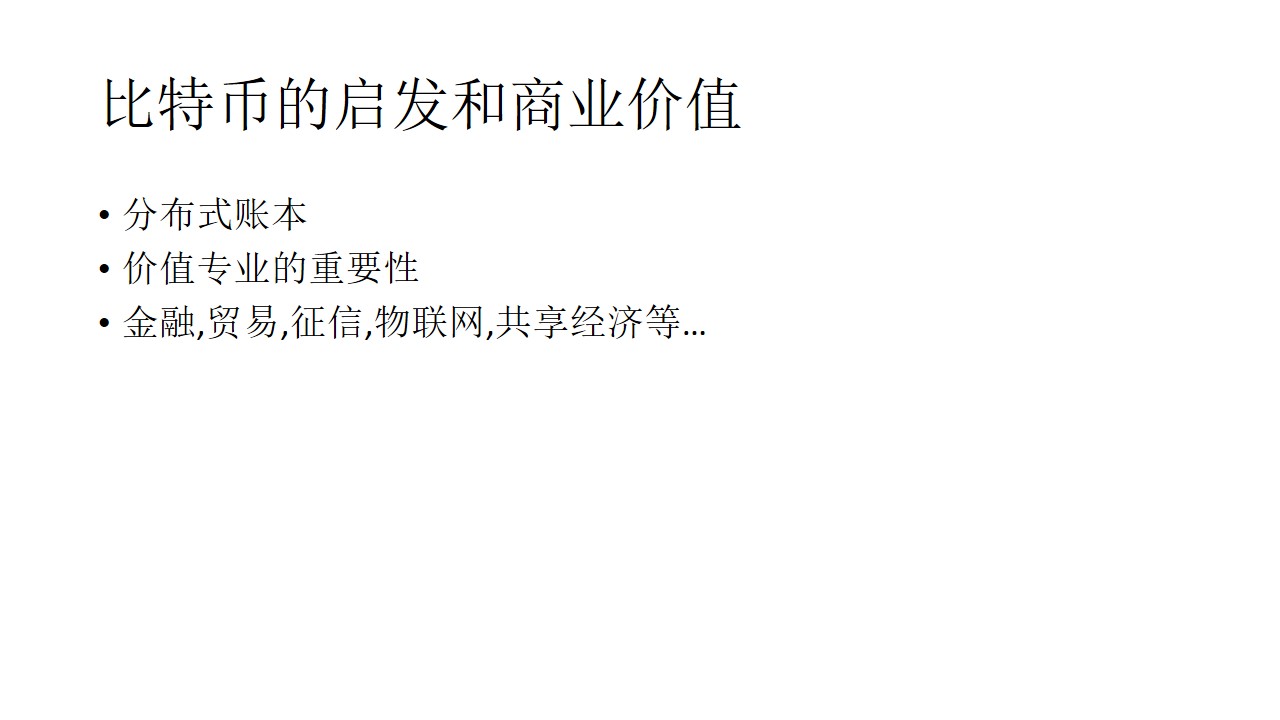 比特币的启发和商业价值
• 分布式账本
• 价值专业的重要性
• 金融,贸易,征信,物联网,共享经济等...